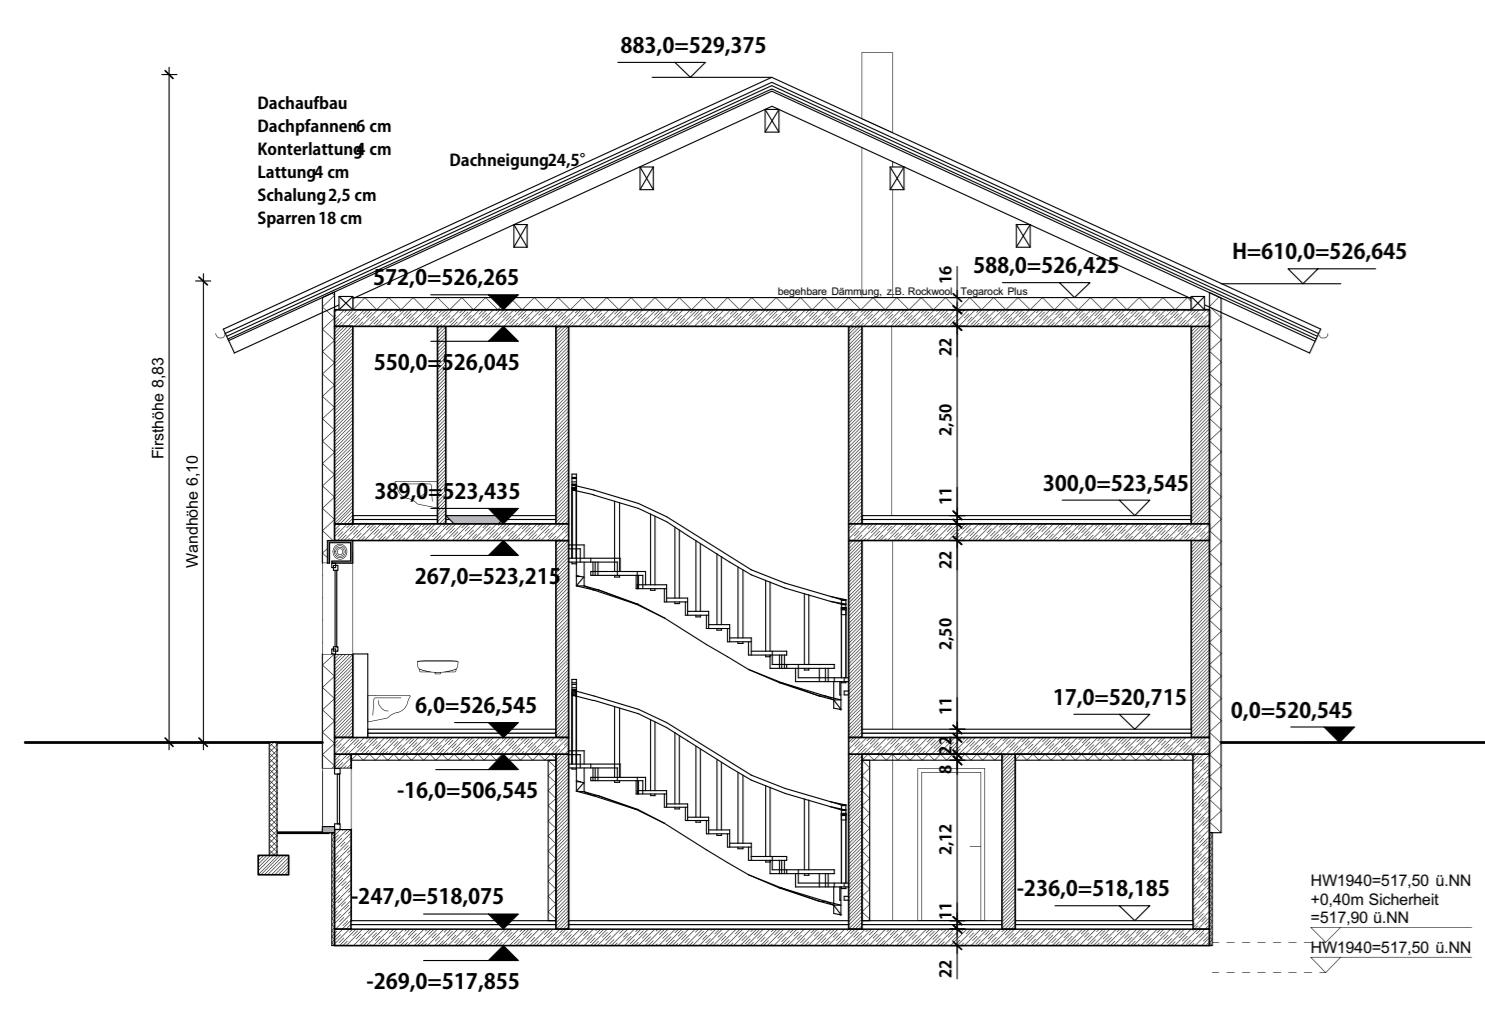 883,0=529,375
Dachaufbau
Dachpfannen6 cm
Konterlattung4 cm
Lattung4 cm
Schalung 2,5 cm
Sparren 18 cm
Dachneigung24,5°
H=610,0=526,645
572,0=526,265
588,0=526,425
16
begehbare Dämmung, z.B. Rockwool, Tegarock Plus
550,0=526,045
22
Firsthöhe 8,83
Wandhöhe 6,10
2,50
389,0=523,435
11
300,0=523,545
267,0=523,215
22
2,50
6,0=526,545
11
17,0=520,715
0,0=520,545
22
8
-16,0=506,545
2,12
-247,0=518,075
11
-236,0=518,185
HW1940=517,50 ü.NN
+0,40m Sicherheit
=517,90 ü.NN
HW1940=517,50 ü.NN
22
-269,0=517,855